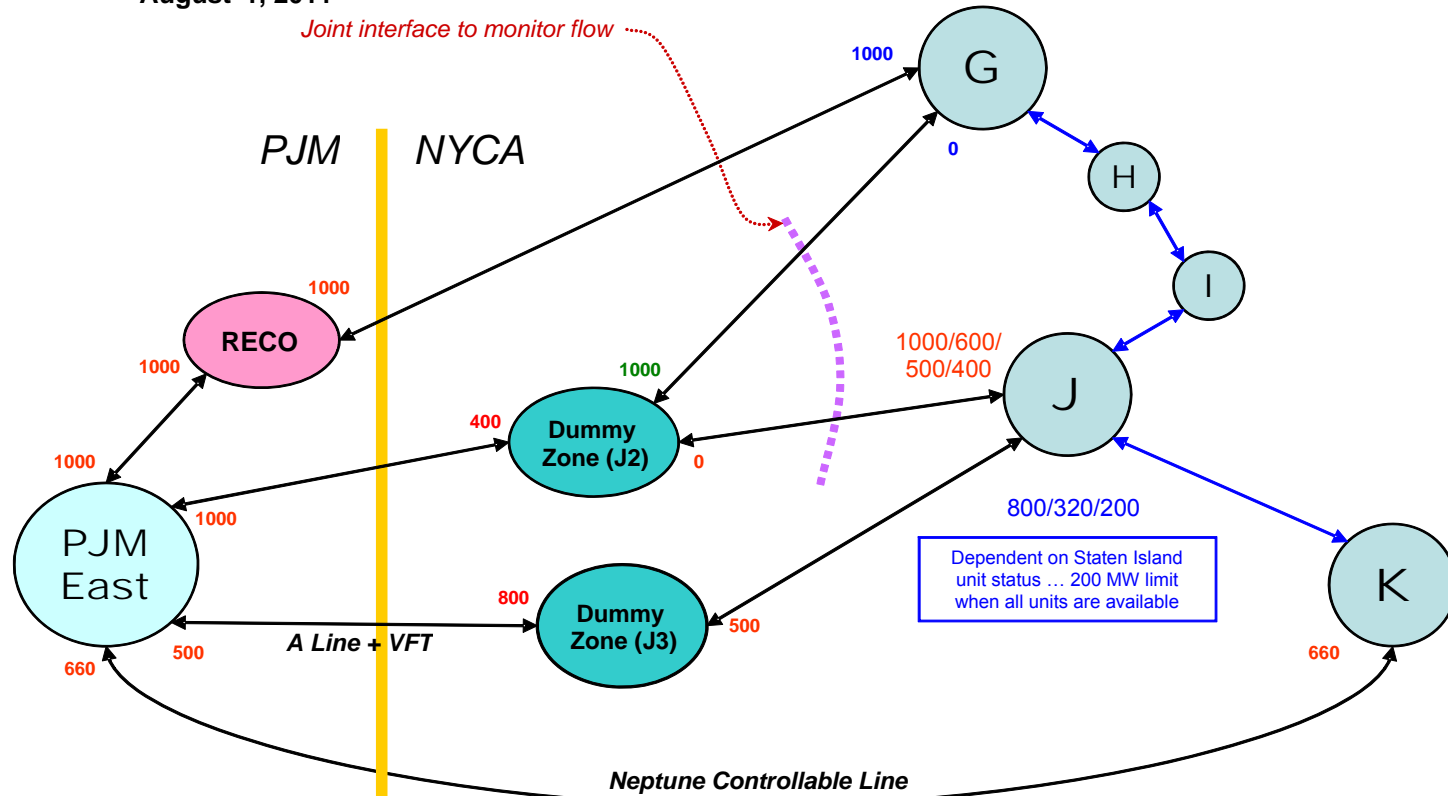 Joint interface to monitor flow
1000
G
PJM
NYCA
0
H
1000
I
RECO
1000/600/
500/400
1000
1000
J
400
Dummy
Zone (J2)
0
1000
1000
800/320/200
PJM
East
Dependent on Staten Island
unit status … 200 MW limit
when all units are available
K
800
Dummy
Zone (J3)
500
A Line + VFT
500
660
660
Neptune Controllable Line